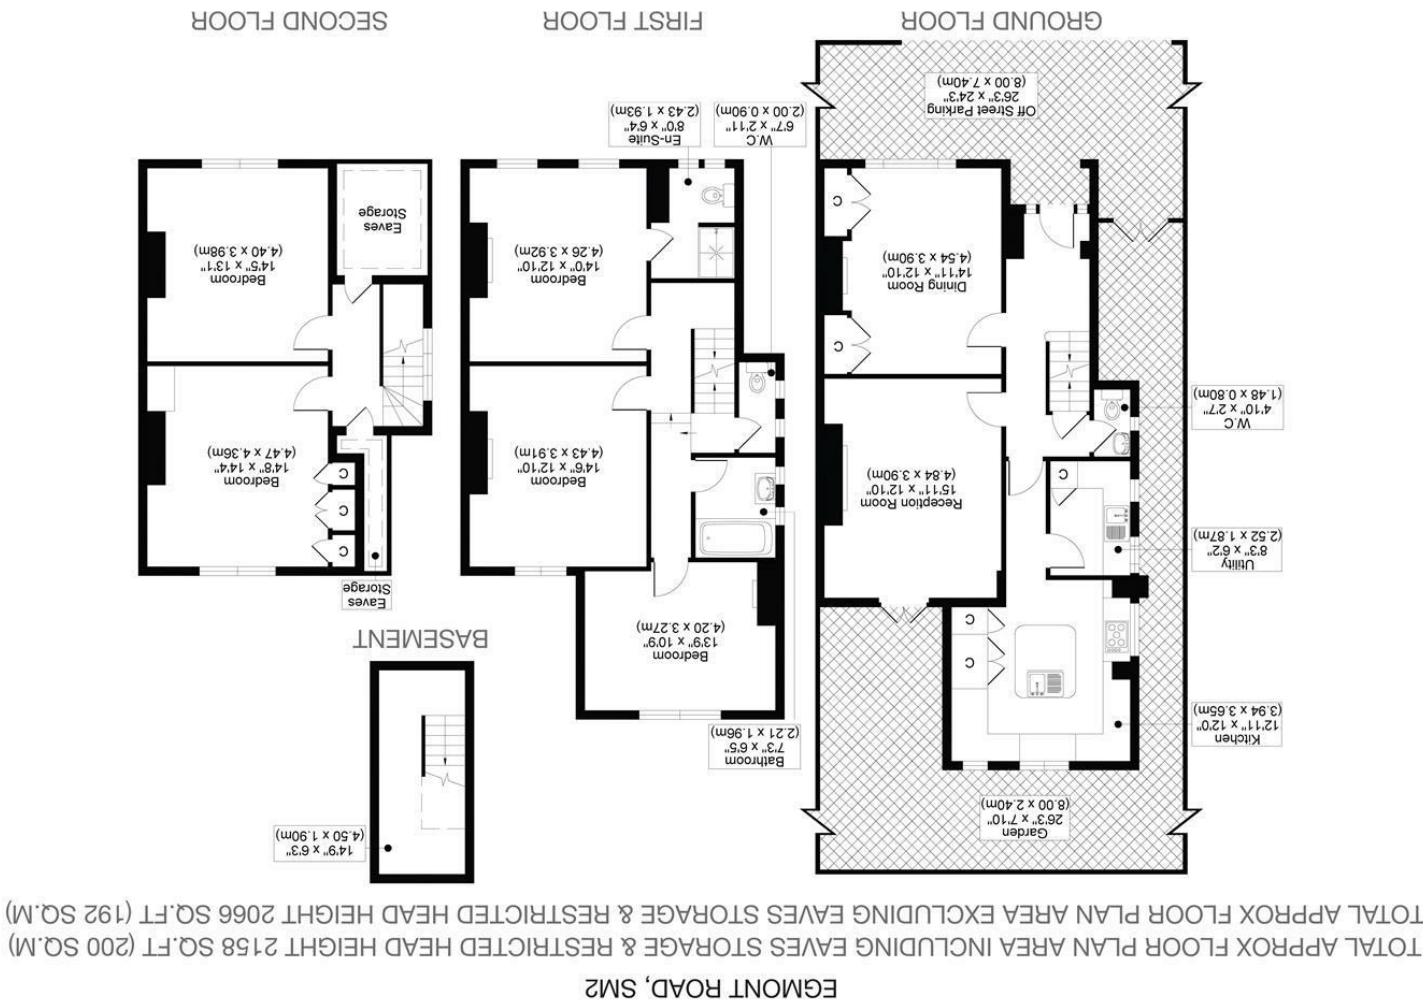 EGMONT ROAD, SM2
TOTAL APPROX FLOOR PLAN AREA INCLUDING EAVES STORAGE & RESTRICTED HEAD HEIGHT 2158 SQ.FT (200 SQ.M)
TOTAL APPROX FLOOR PLAN AREA EXCLUDING EAVES STORAGE & RESTRICTED HEAD HEIGHT 2066 SQ.FT (192 SQ.M)
Garden
26'3" x 7'10"
(8.00 x 2.40m)
Kitchen
12'11" x 12'0"
(3.94 x 3.65m)
C
C
Utility
8'3" x 6'2"
(2.52 x 1.87m)
C
W.C
4'10" x 2'7"
(1.48 x 0.80m)
Reception Room
15'11" x 12'10"
(4.84 x 3.90m)
C
Dining Room
14'11" x 12'10"
(4.54 x 3.90m)
C
Off Street Parking
26'3" x 24'3"
(8.00 x 7.40m)
GROUND FLOOR
Bathroom
7'3" x 6'5"
(2.21 x 1.96m)
Bedroom
13'9" x 10'9"
(4.20 x 3.27m)
Bedroom
14'6" x 12'10"
(4.43 x 3.91m)
Bedroom
14'0" x 12'10"
(4.26 x 3.92m)
W.C
6'7" x 2'11"
(2.00 x 0.90m)
En-Suite
8'0" x 6'4"
(2.43 x 1.93m)
FIRST FLOOR
14'9" x 6'3"
(4.50 x 1.90m)
BASEMENT
Eaves
Storage
C
C
C
Bedroom
14'8" x 14'4"
(4.47 x 4.36m)
Bedroom
14'5" x 13'1"
(4.40 x 3.98m)
Eaves
Storage
SECOND FLOOR